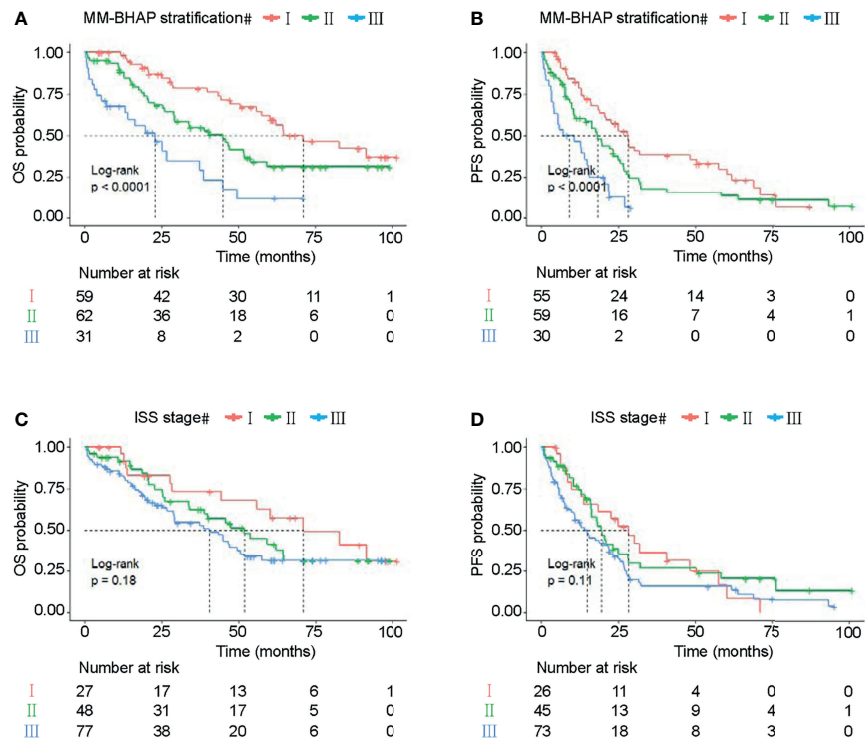 A
MM-BHAP stratification# I II III
OS probability
1.00
0.75
0.50
0.25
0.00
Log-rank
p < 0.0001
0 25 50 75 100
Time (months)
Number at risk
I 59 42 30 11 1
II 62 36 18 6 0
III 31 8 2 0 0
B
MM-BHAP stratification# I II III
PFS probability
1.00
0.75
0.50
0.25
0.00
Log-rank
p < 0.0001
0 25 50 75 100
Time (months)
Number at risk
I 55 24 14 3 0
II 59 16 7 4 1
III 30 2 0 0 0
C
ISS stage# I II III
OS probability
1.00
0.75
0.50
0.25
0.00
Log-rank
p = 0.18
0 25 50 75 100
Time (months)
Number at risk
I 27 17 13 6 1
II 48 31 17 5 0
III 77 38 20 6 0
D
ISS stage# I II III
PFS probability
1.00
0.75
0.50
0.25
0.00
Log-rank
p = 0.11
0 25 50 75 100
Time (months)
Number at risk
I 26 11 4 0 0
II 45 13 9 4 1
III 73 18 8 3 0